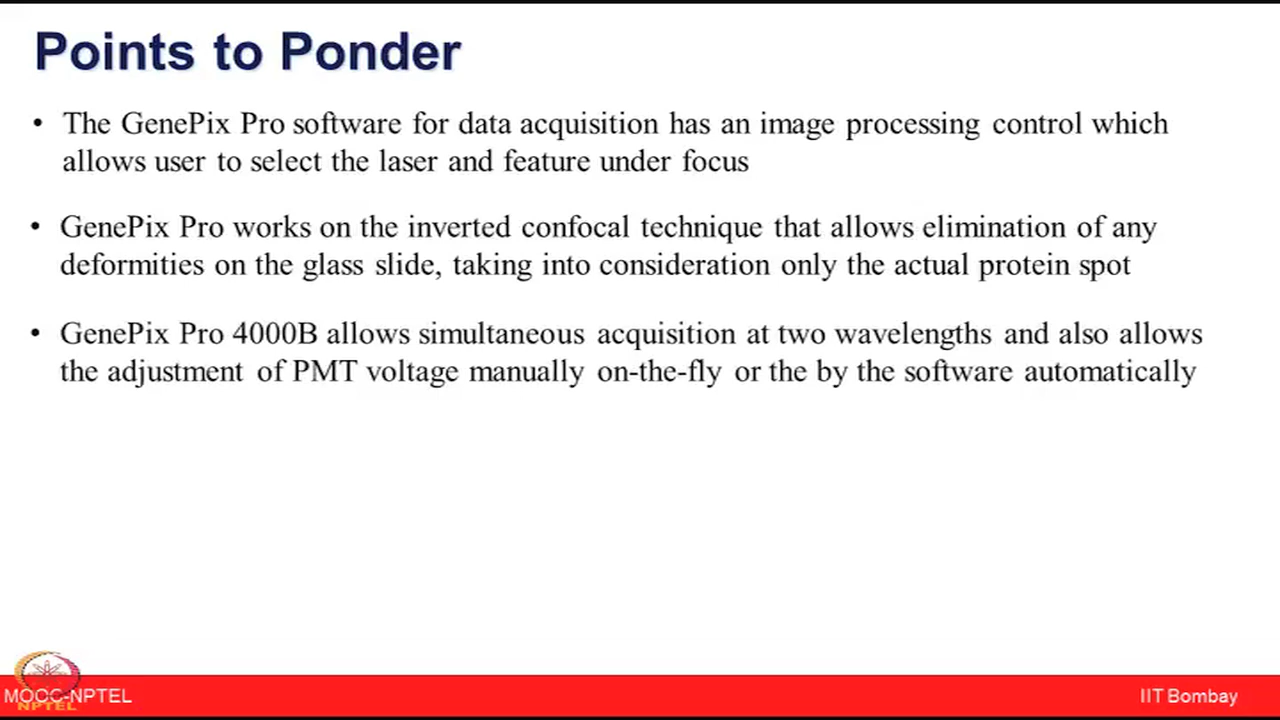 Points to Ponder
• The GenePix Pro software for data acquisition has an image processing control which
allows user to select the laser and feature under focus
• GenePix Pro works on the inverted confocal technique that allows elimination of any
deformities on the glass slide, taking into consideration only the actual protein spot
• GenePix Pro 4000B allows simultaneous acquisition at two wavelengths and also allows
the adjustment of PMT voltage manually on-the-fly or the by the software automatically
MOOC-NPTEL
NPTEL
IIT Bombay